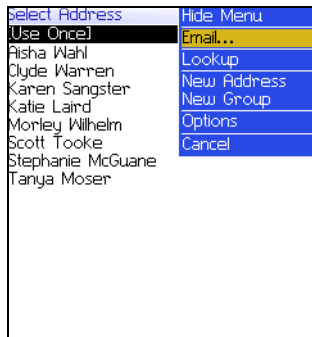 Select Address
[Use Once]
Aisha Wahl
Clyde Warren
Karen Sangster
Katie Laird
Morley Wilhelm
Scott Tooke
Stephanie McGuane
Tanya Moser
Hide Menu
Email...
Lookup
New Address
New Group
Options
Cancel